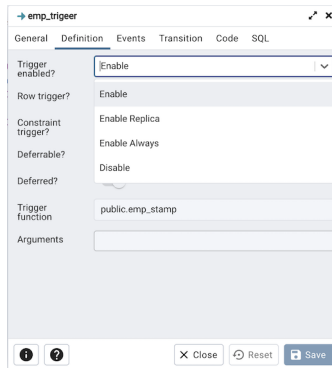 emp_trigeer
General Definition Events Transition Code SQL
Trigger enabled?
Enable
Row trigger?
Enable
Enable Replica
Constraint trigger?
Enable Always
Deferrable?
Disable
Deferred?
Trigger function
public.emp_stamp
Arguments
Close Reset Save